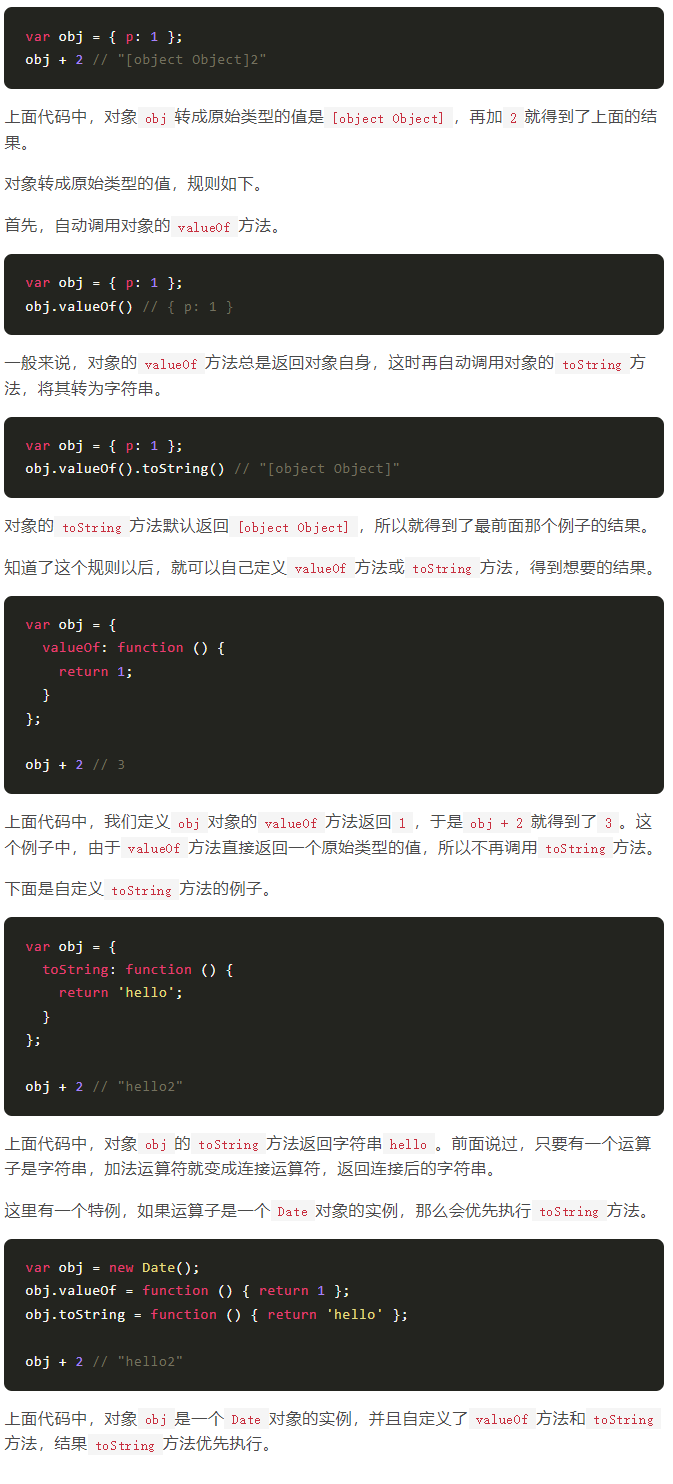 var obj = { p: 1 };
obj + 2 // "[object Object]2"
上面代码中，对象 obj 转成原始类型的值是 [object Object] ，再加 2 就得到了上面的结
果。
对象转成原始类型的值，规则如下。
首先，自动调用对象的 valueOf 方法。
var obj = { p: 1 };
obj.valueOf() // { p: 1 }
一般来说，对象的 valueOf 方法总是返回对象自身，这时再自动调用对象的 toString 方
法，将其转为字符串。
var obj = { p: 1 };
obj.valueOf().toString() // "[object Object]"
对象的 toString 方法默认返回 [object Object] ，所以就得到了最前面那个例子的结果。
知道了这个规则以后，就可以自己定义 valueOf 方法或 toString 方法，得到想要的结果。
var obj = {
  valueOf: function () {
    return 1;
  }
};
obj + 2 // 3
上面代码中，我们定义 obj 对象的 valueOf 方法返回 1 ，于是 obj + 2 就得到了 3 。这
个例子中，由于 valueOf 方法直接返回一个原始类型的值，所以不再调用 toString 方法。
下面是自定义 toString 方法的例子。
var obj = {
  toString: function () {
    return 'hello';
  }
};
obj + 2 // "hello2"
上面代码中，对象 obj 的 toString 方法返回字符串 hello 。前面说过，只要有一个运算
子是字符串，加法运算符就变成连接运算符，返回连接后的字符串。
这里有一个特例，如果运算子是一个 Date 对象的实例，那么会优先执行 toString 方法。
var obj = new Date();
obj.valueOf = function () { return 1 };
obj.toString = function () { return 'hello' };
obj + 2 // "hello2"
上面代码中，对象 obj 是一个 Date 对象的实例，并且自定义了 valueOf 方法和 toString
方法，结果 toString 方法优先执行。